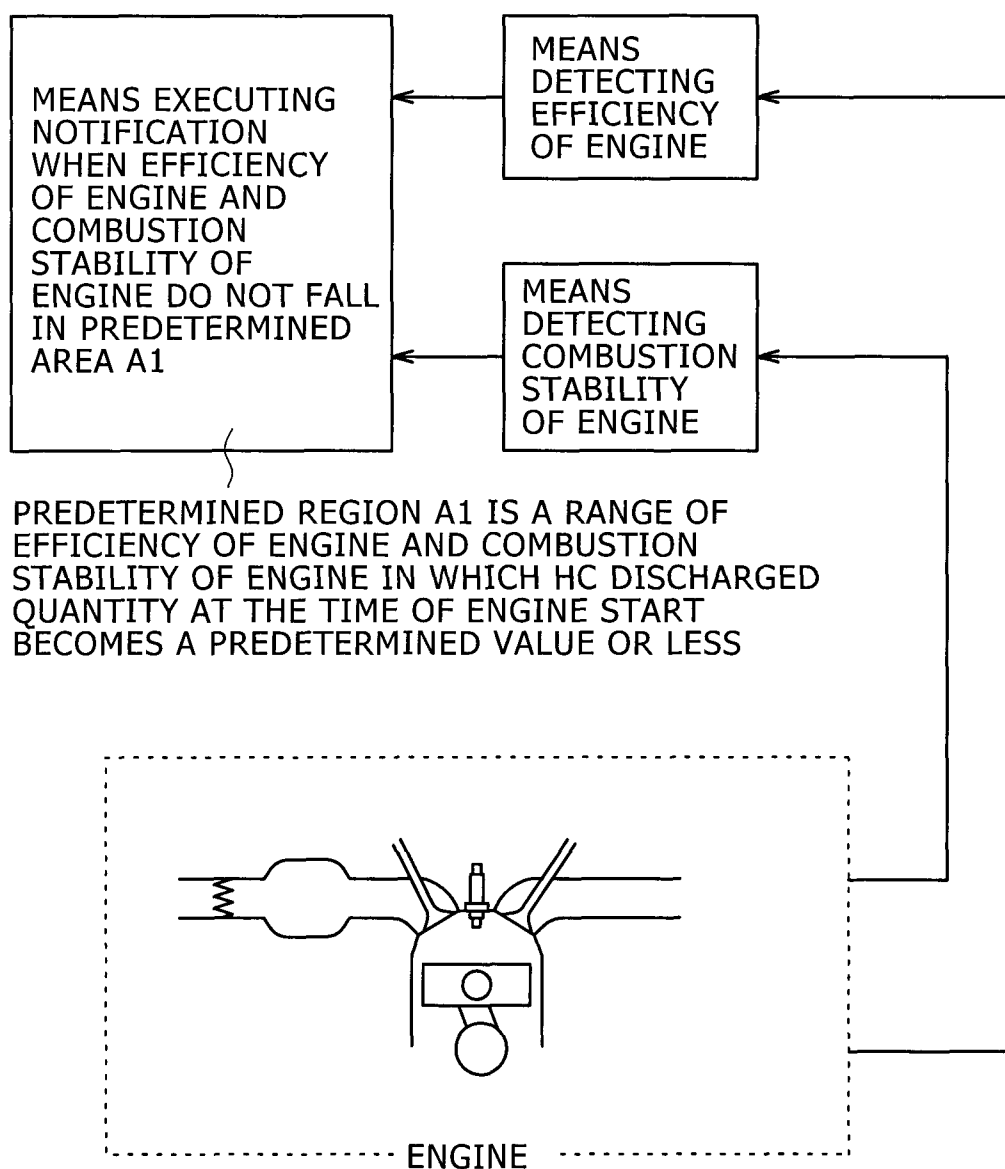 MEANS EXECUTING
NOTIFICATION
WHEN EFFICIENCY
OF ENGINE AND
COMBUSTION
STABILITY OF
ENGINE DO NOT FALL
IN PREDETERMINED
AREA A1
MEANS
DETECTING
EFFICIENCY
OF ENGINE
MEANS
DETECTING
COMBUSTION
STABILITY
OF ENGINE
PREDETERMINED REGION A1 IS A RANGE OF
EFFICIENCY OF ENGINE AND COMBUSTION
STABILITY OF ENGINE IN WHICH HC DISCHARGED
QUANTITY AT THE TIME OF ENGINE START
BECOMES A PREDETERMINED VALUE OR LESS
ENGINE